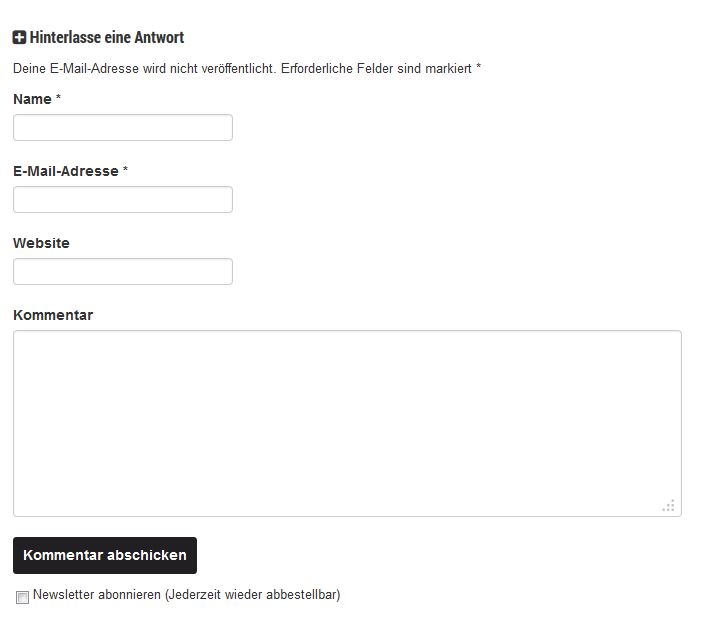 Hinterlasse eine Antwort
Deine E-Mail-Adresse wird nicht veröffentlicht. Erforderliche Felder sind markiert *
Name *
E-Mail-Adresse *
Website
Kommentar
Kommentar abschicken
Newsletter abonnieren (Jederzeit wieder abbestellbar)